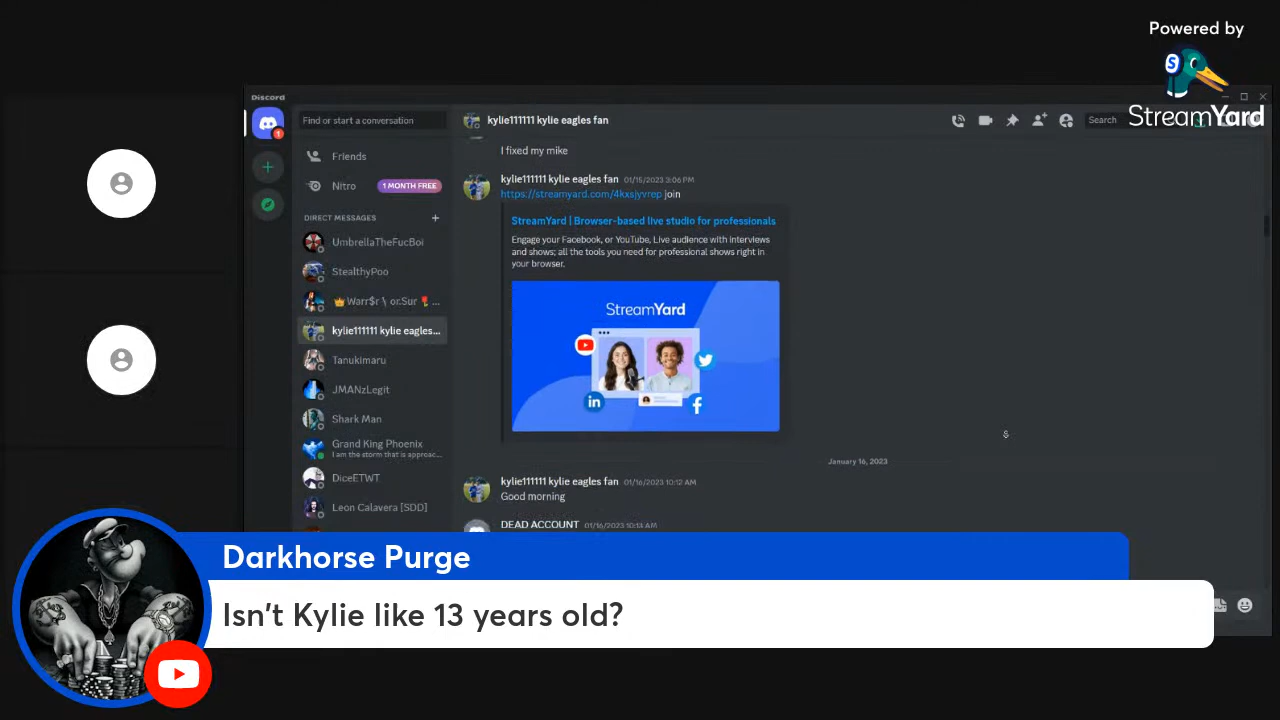 Powered by
StreamYard
Discord
Find or start a conversation
kylie111111 kylie eagles fan
Search
Friends
Nitro
1 MONTH FREE
DIRECT MESSAGES
UmbrellaTheFucBoi
StealthyPoo
kylie111111 kylie eagles...
Tanukimaru
JMANzLegit
Shark Man
Grand King Phoenix
I am the storm that is approac...
DiceETWT
Leon Calavera [SDD]
I fixed my mike
kylie111111 kylie eagles fan 01/15/2023 3:06 PM
https://streamyard.com/4kxsjyvrep join
StreamYard | Browser-based live studio for professionals
Engage your Facebook, or YouTube, Live audience with interviews
and shows; all the tools you need for professional shows right in
your browser.
StreamYard
January 16, 2023
kylie111111 kylie eagles fan 01/16/2023 10:12 AM
Good morning
DEAD ACCOUNT 01/16/2023 10:13 AM
Darkhorse Purge
Isn't Kylie like 13 years old?